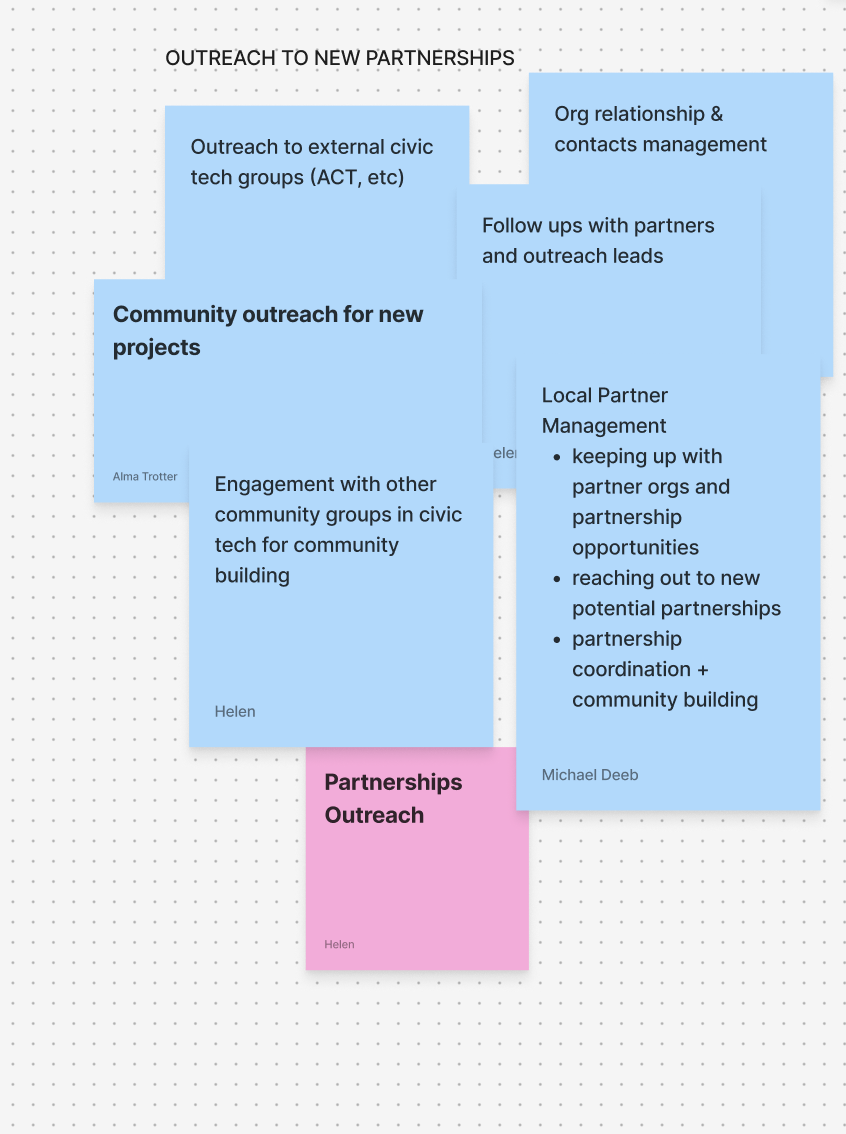 OUTREACH TO NEW PARTNERSHIPS
Outreach to external civic
tech groups (ACT, etc)
Org relationship &
contacts management
Follow ups with partners
and outreach leads
Community outreach for new
projects
Alma Trotter
Engagement with other
community groups in civic
tech for community
building
Helen
Local Partner
Management
• keeping up with
partner orgs and
partnership
opportunities
• reaching out to new
potential partnerships
• partnership
coordination +
community building
Michael Deeb
Partnerships
Outreach
Helen